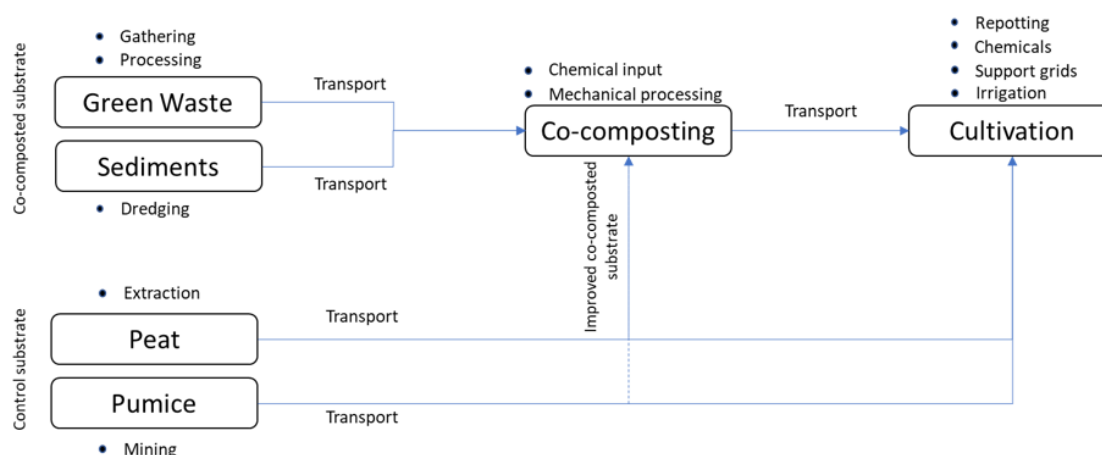 Co-composted substrate
Gathering
Processing
Green Waste
Transport
Sediments
Transport
Dredging
Chemical input
Mechanical processing
Co-composting
Transport
Repotting
Chemicals
Support grids
Irrigation
Cultivation
Improved co-composted
substrate
Control substrate
Extraction
Peat
Transport
Pumice
Transport
Mining